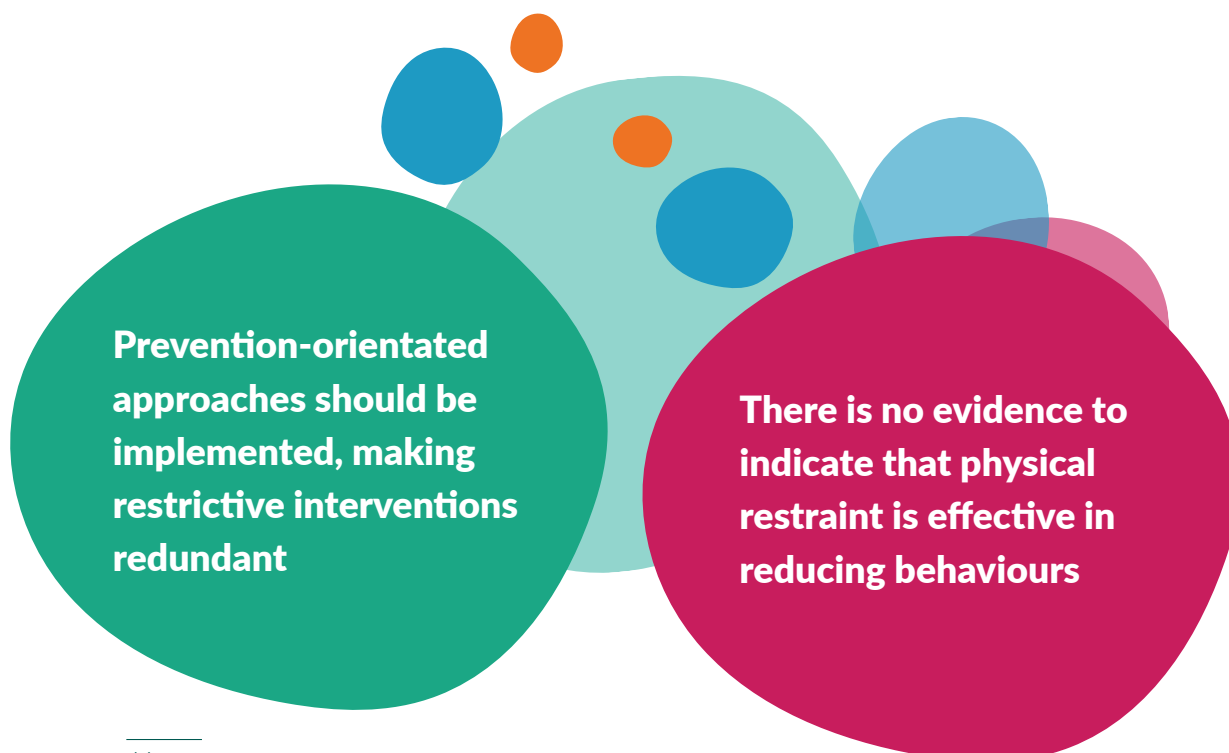 Prevention-orientated
approaches should be
implemented, making
restrictive interventions
redundant
There is no evidence to
indicate that physical
restraint is effective in
reducing behaviours